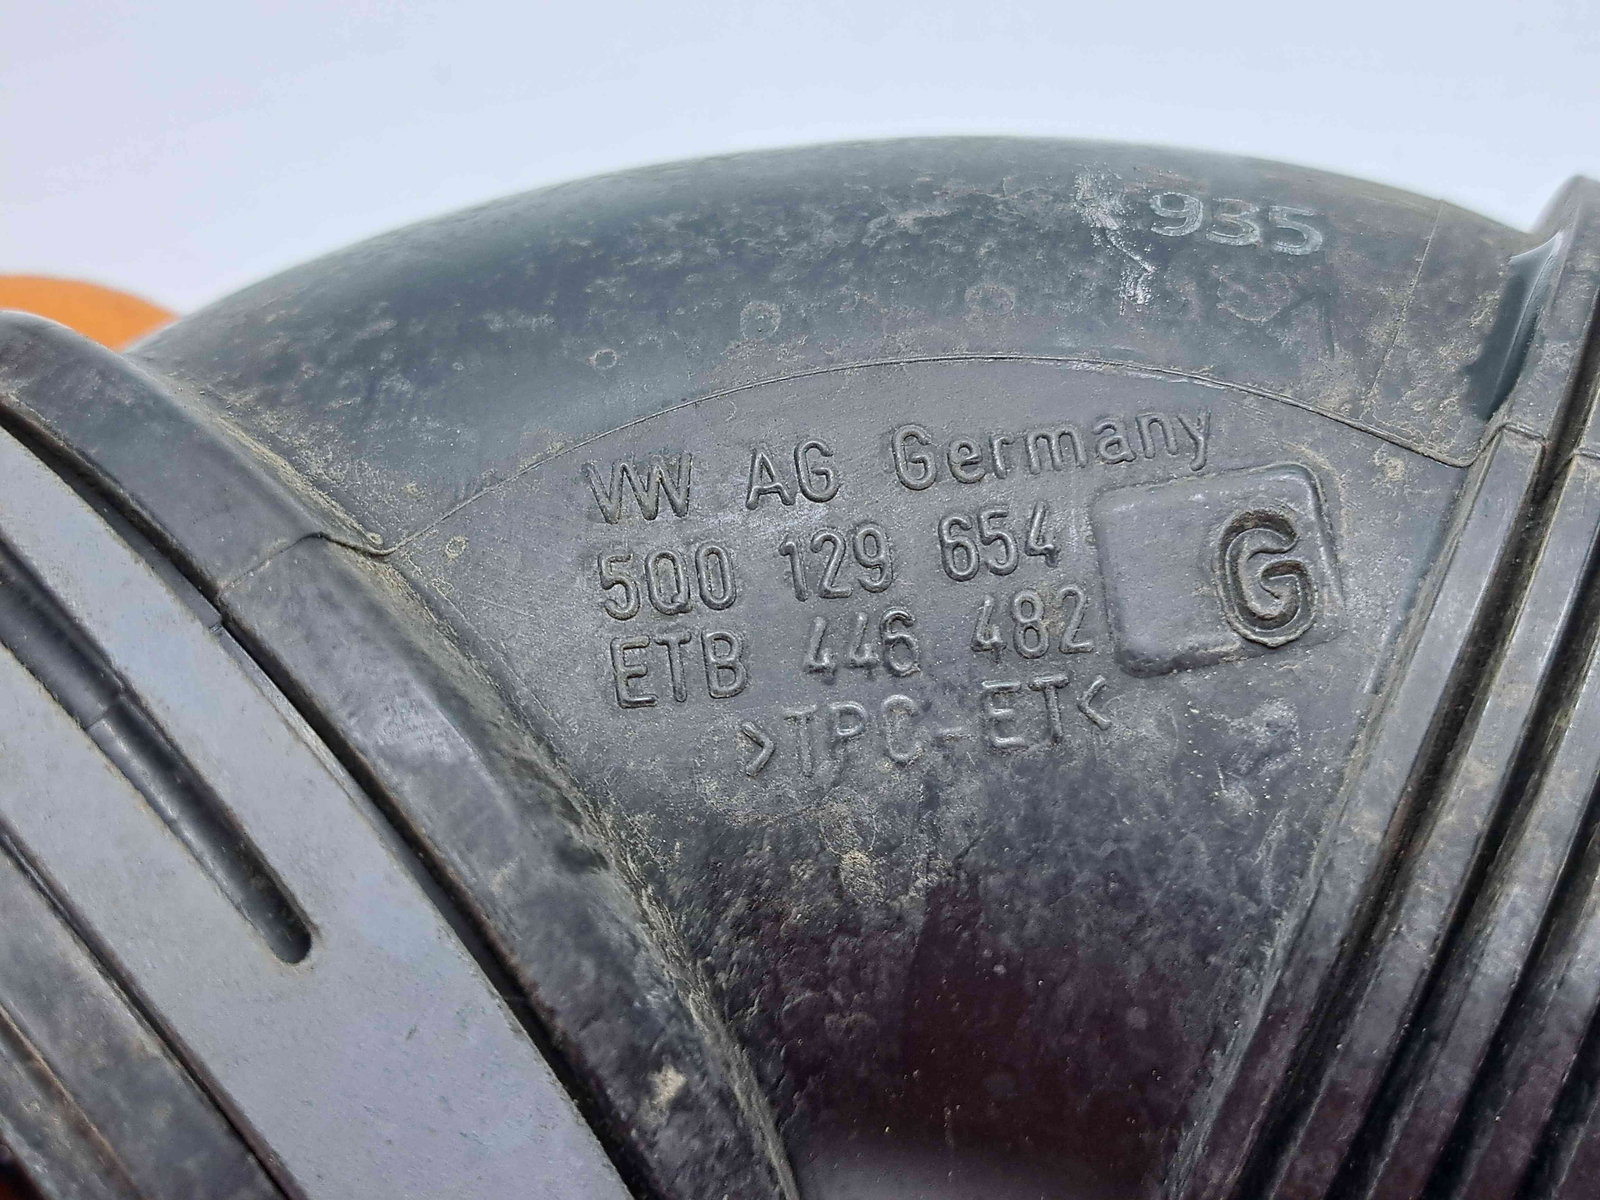 935
VW AG Germany
5Q0 129 654
G
ETB 446 482
>TPC-ET<